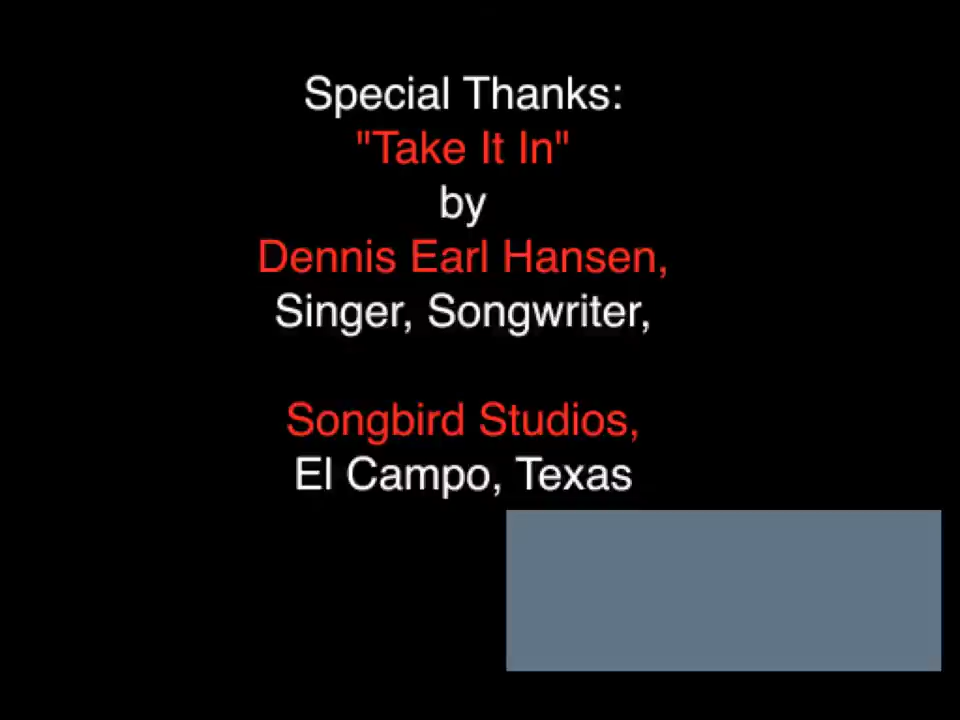 Special Thanks:
"Take It In"
by
Dennis Earl Hansen,
Singer, Songwriter,
Songbird Studios,
El Campo, Texas